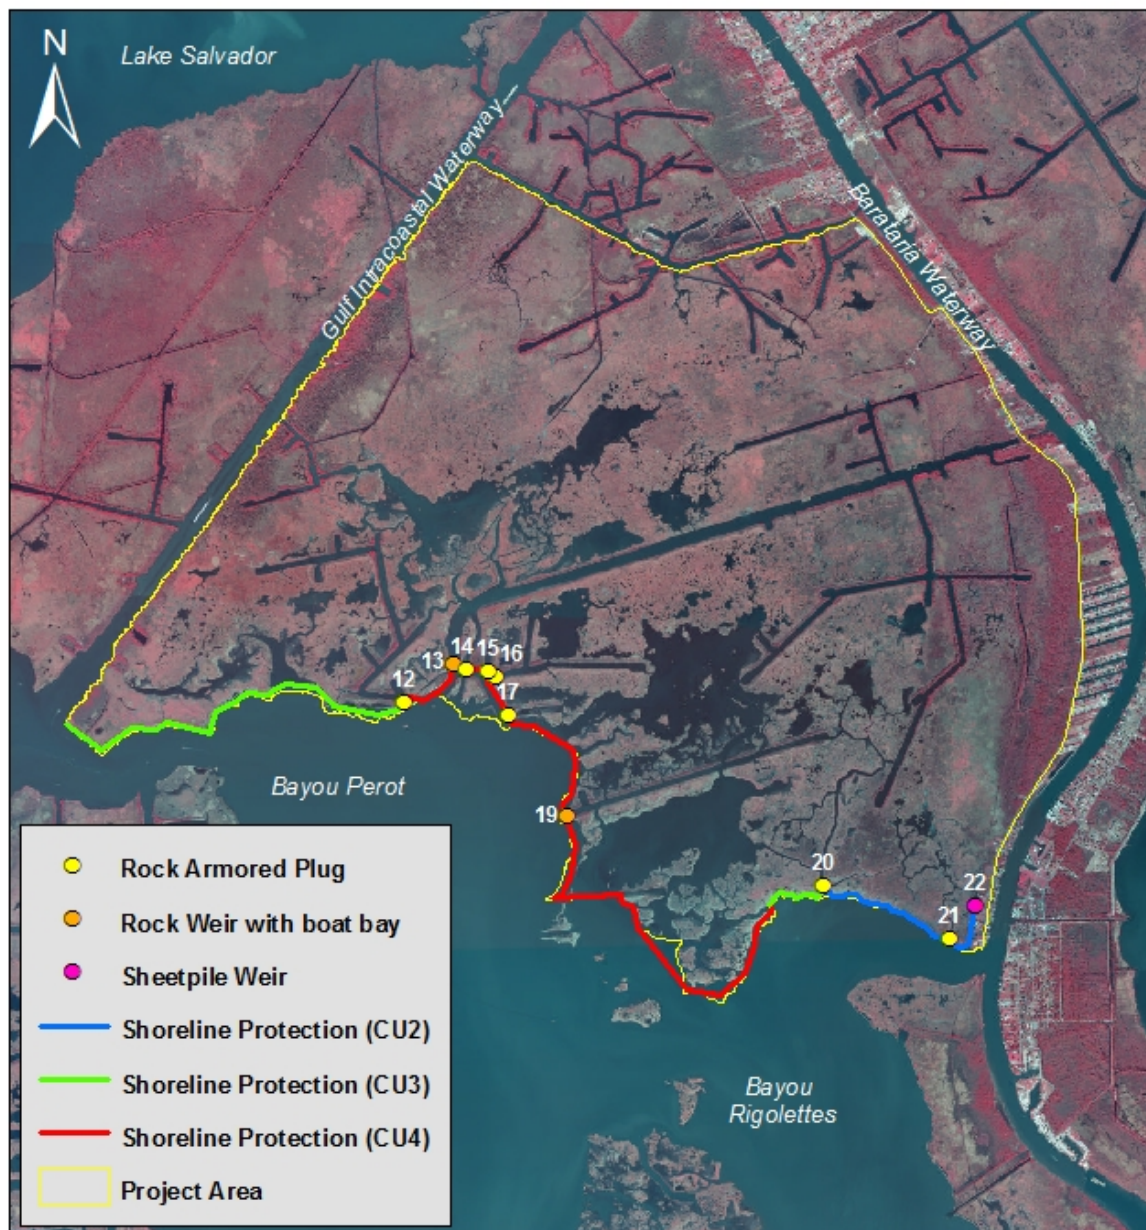 N
Lake Salvador
Gulf Intracoastal Waterway
Barataria Waterway
13
14
15
16
12
17
19
20
22
21
Bayou Perot
Bayou
Rigolettes
Rock Armored Plug
Rock Weir with boat bay
Sheetpile Weir
Shoreline Protection (CU2)
Shoreline Protection (CU3)
Shoreline Protection (CU4)
Project Area